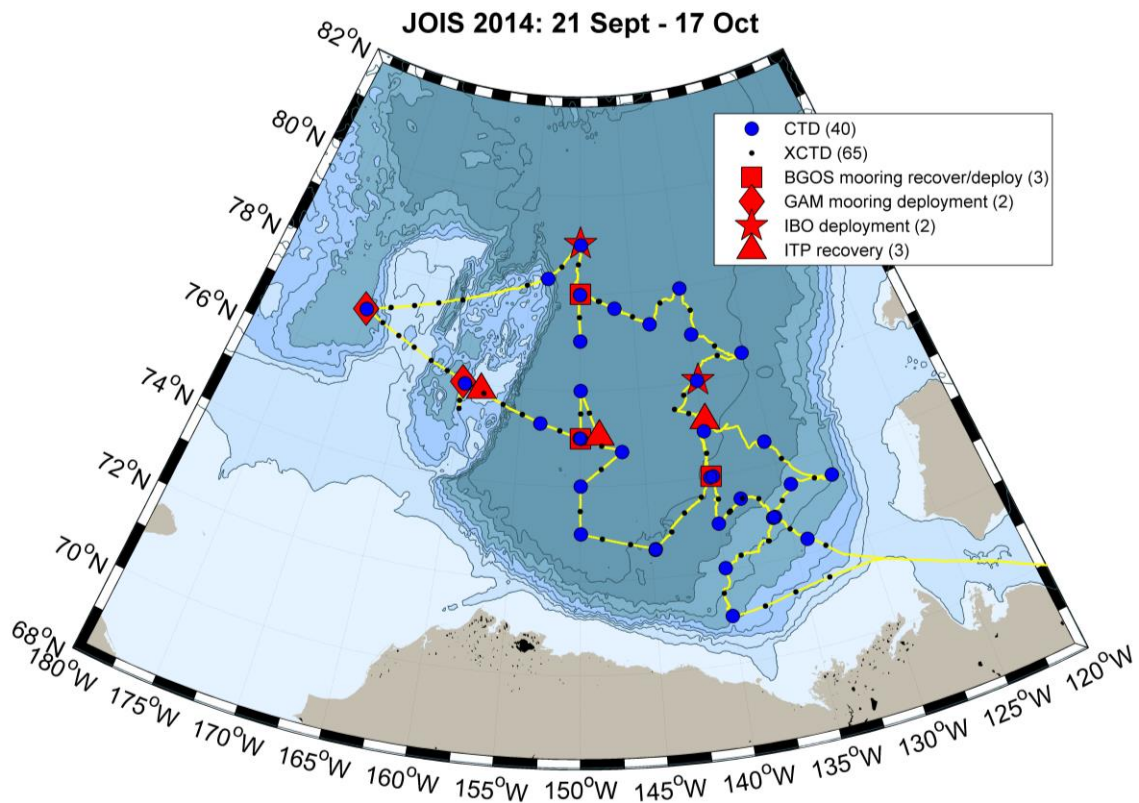 JOIS 2014: 21 Sept - 17 Oct
CTD (40)
XCTD (65)
BGOS mooring recover/deploy (3)
GAM mooring deployment (2)
IBO deployment (2)
ITP recovery (3)
82°N
80°N
78°N
76°N
74°N
72°N
70°N
68°N
180°W
175°W
170°W
165°W
160°W
155°W
150°W
145°W
140°W
135°W
130°W
125°W
120°W